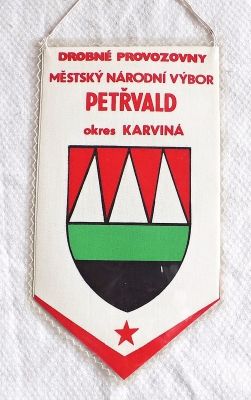 DROBNÉ PROVOZOVNY
MĚSTSKÝ NÁRODNÍ VÝBOR
PETŘVALD
okres KARVINÁ